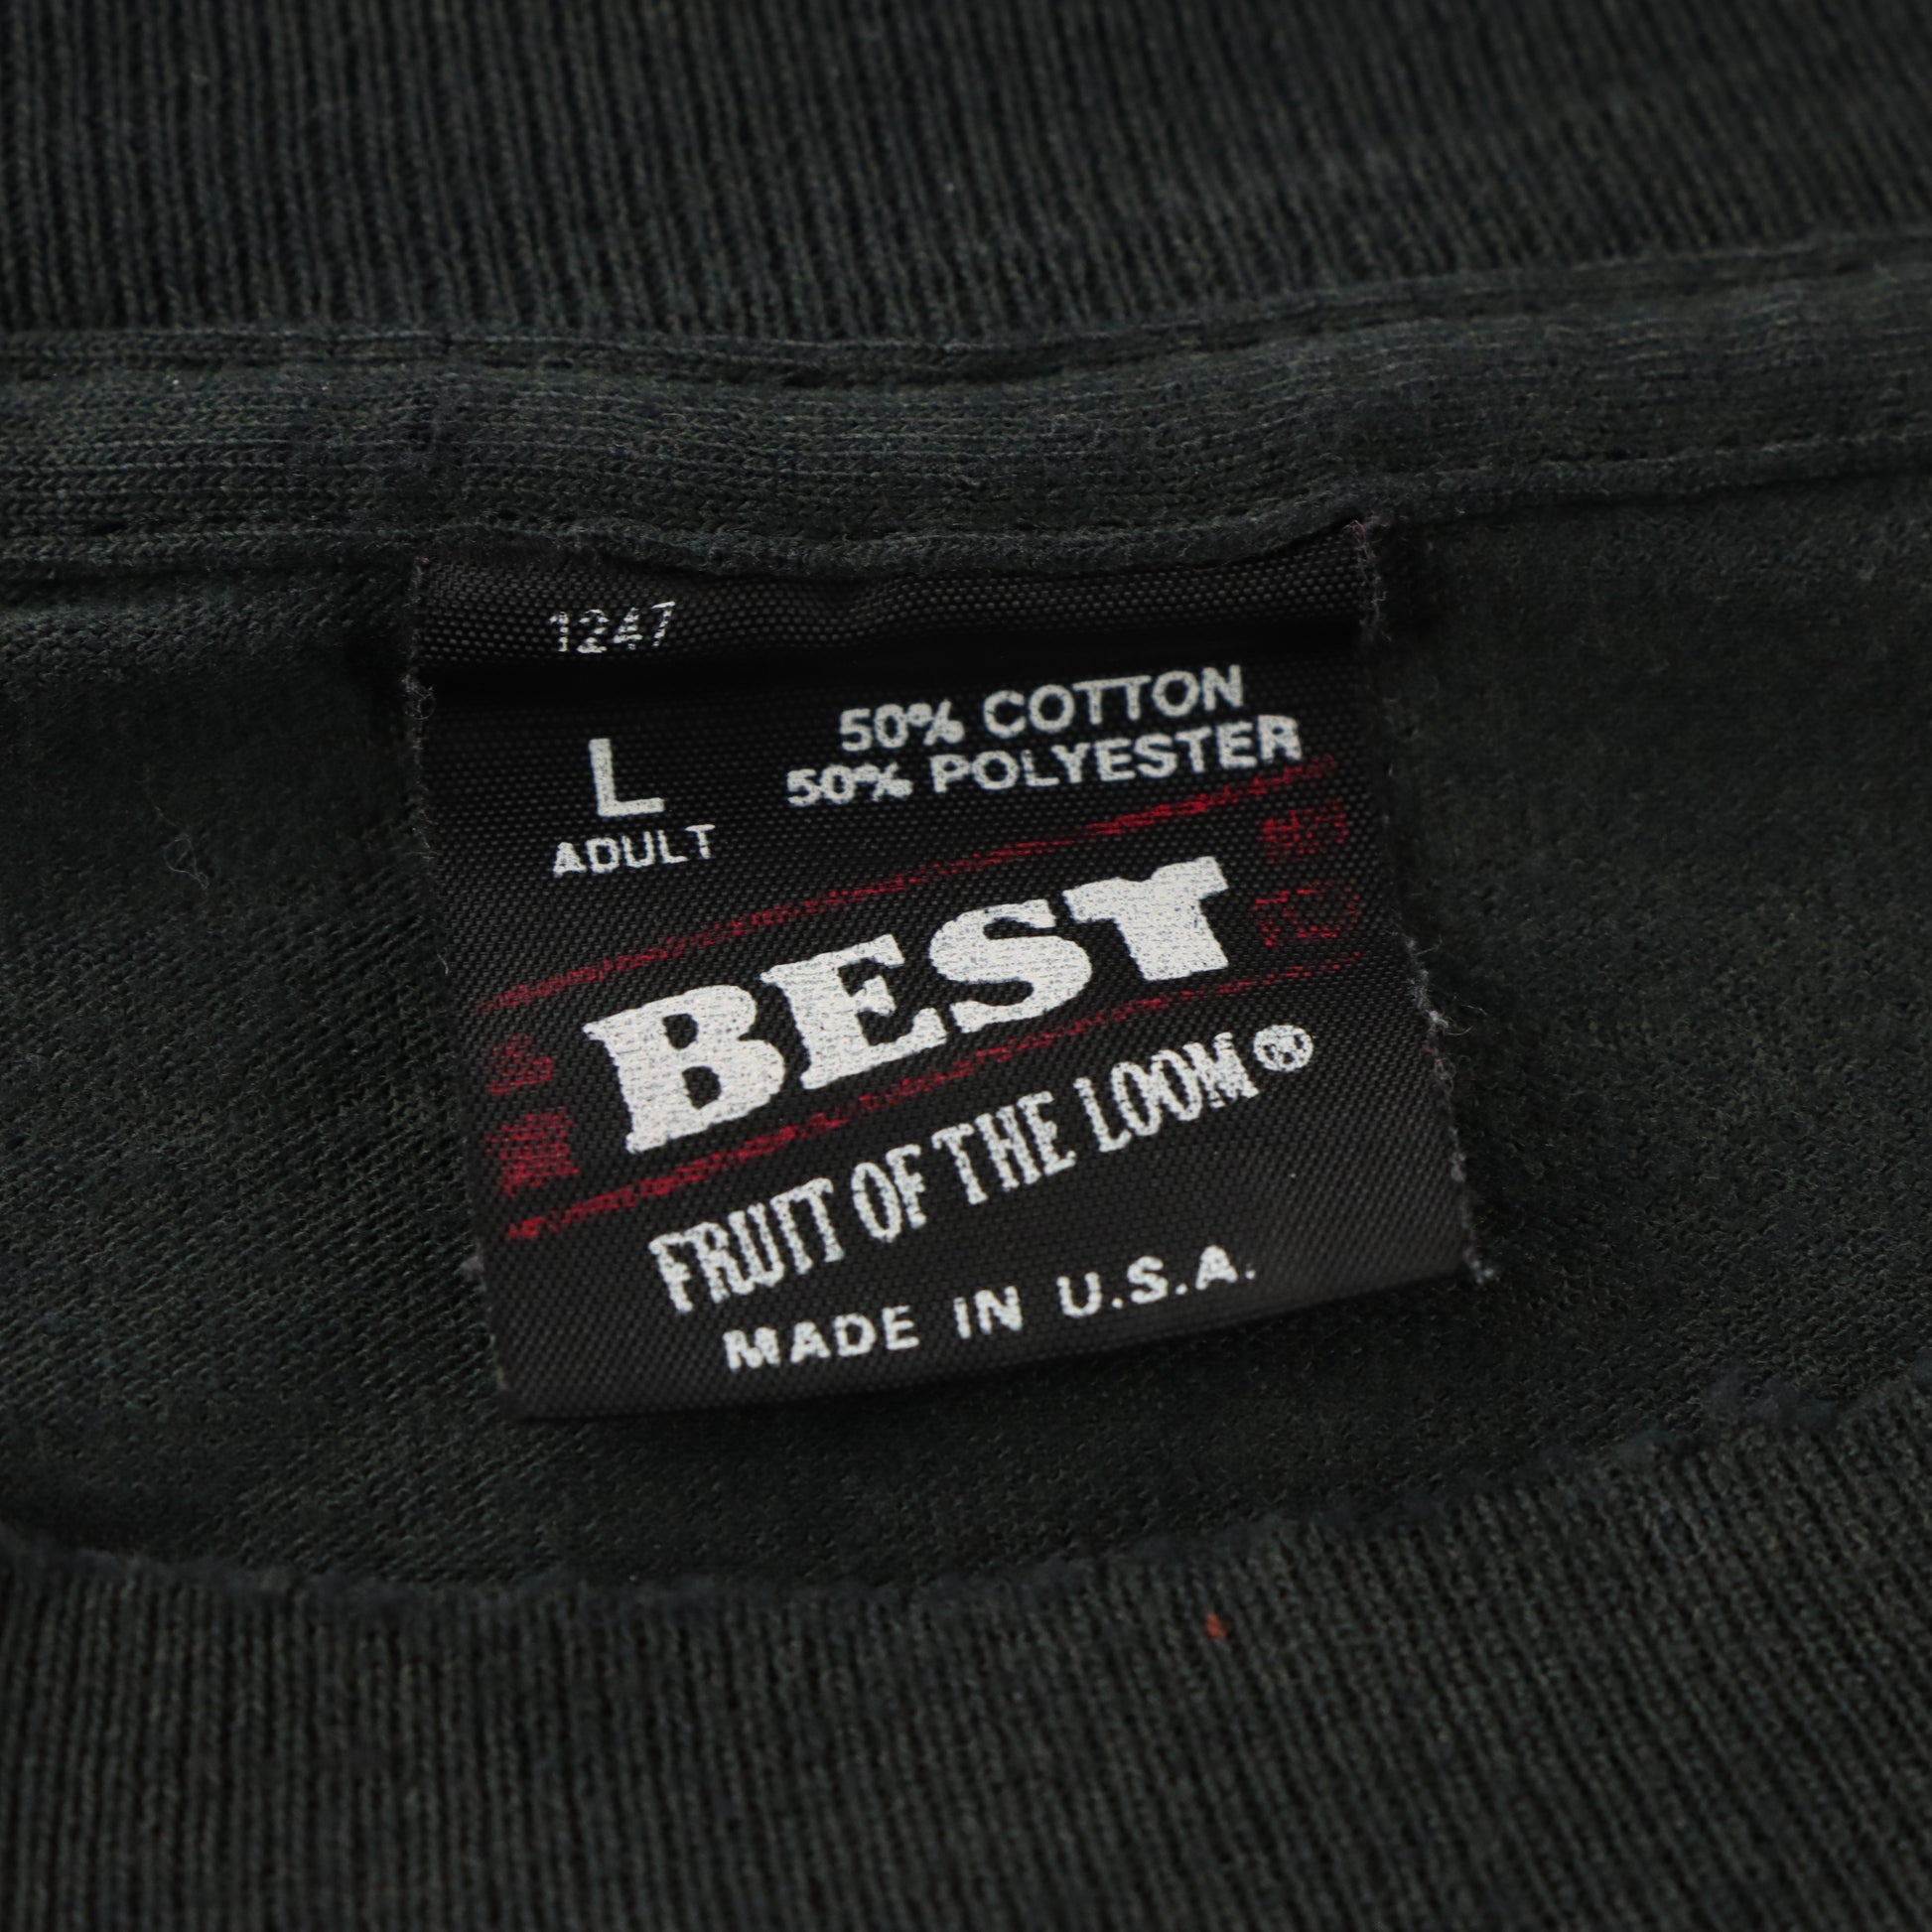 1247
50% COTTON
50% POLYESTER
L
ADULT
BEST
FRUIT OF THE LOOM®
MADE IN U.S.A.